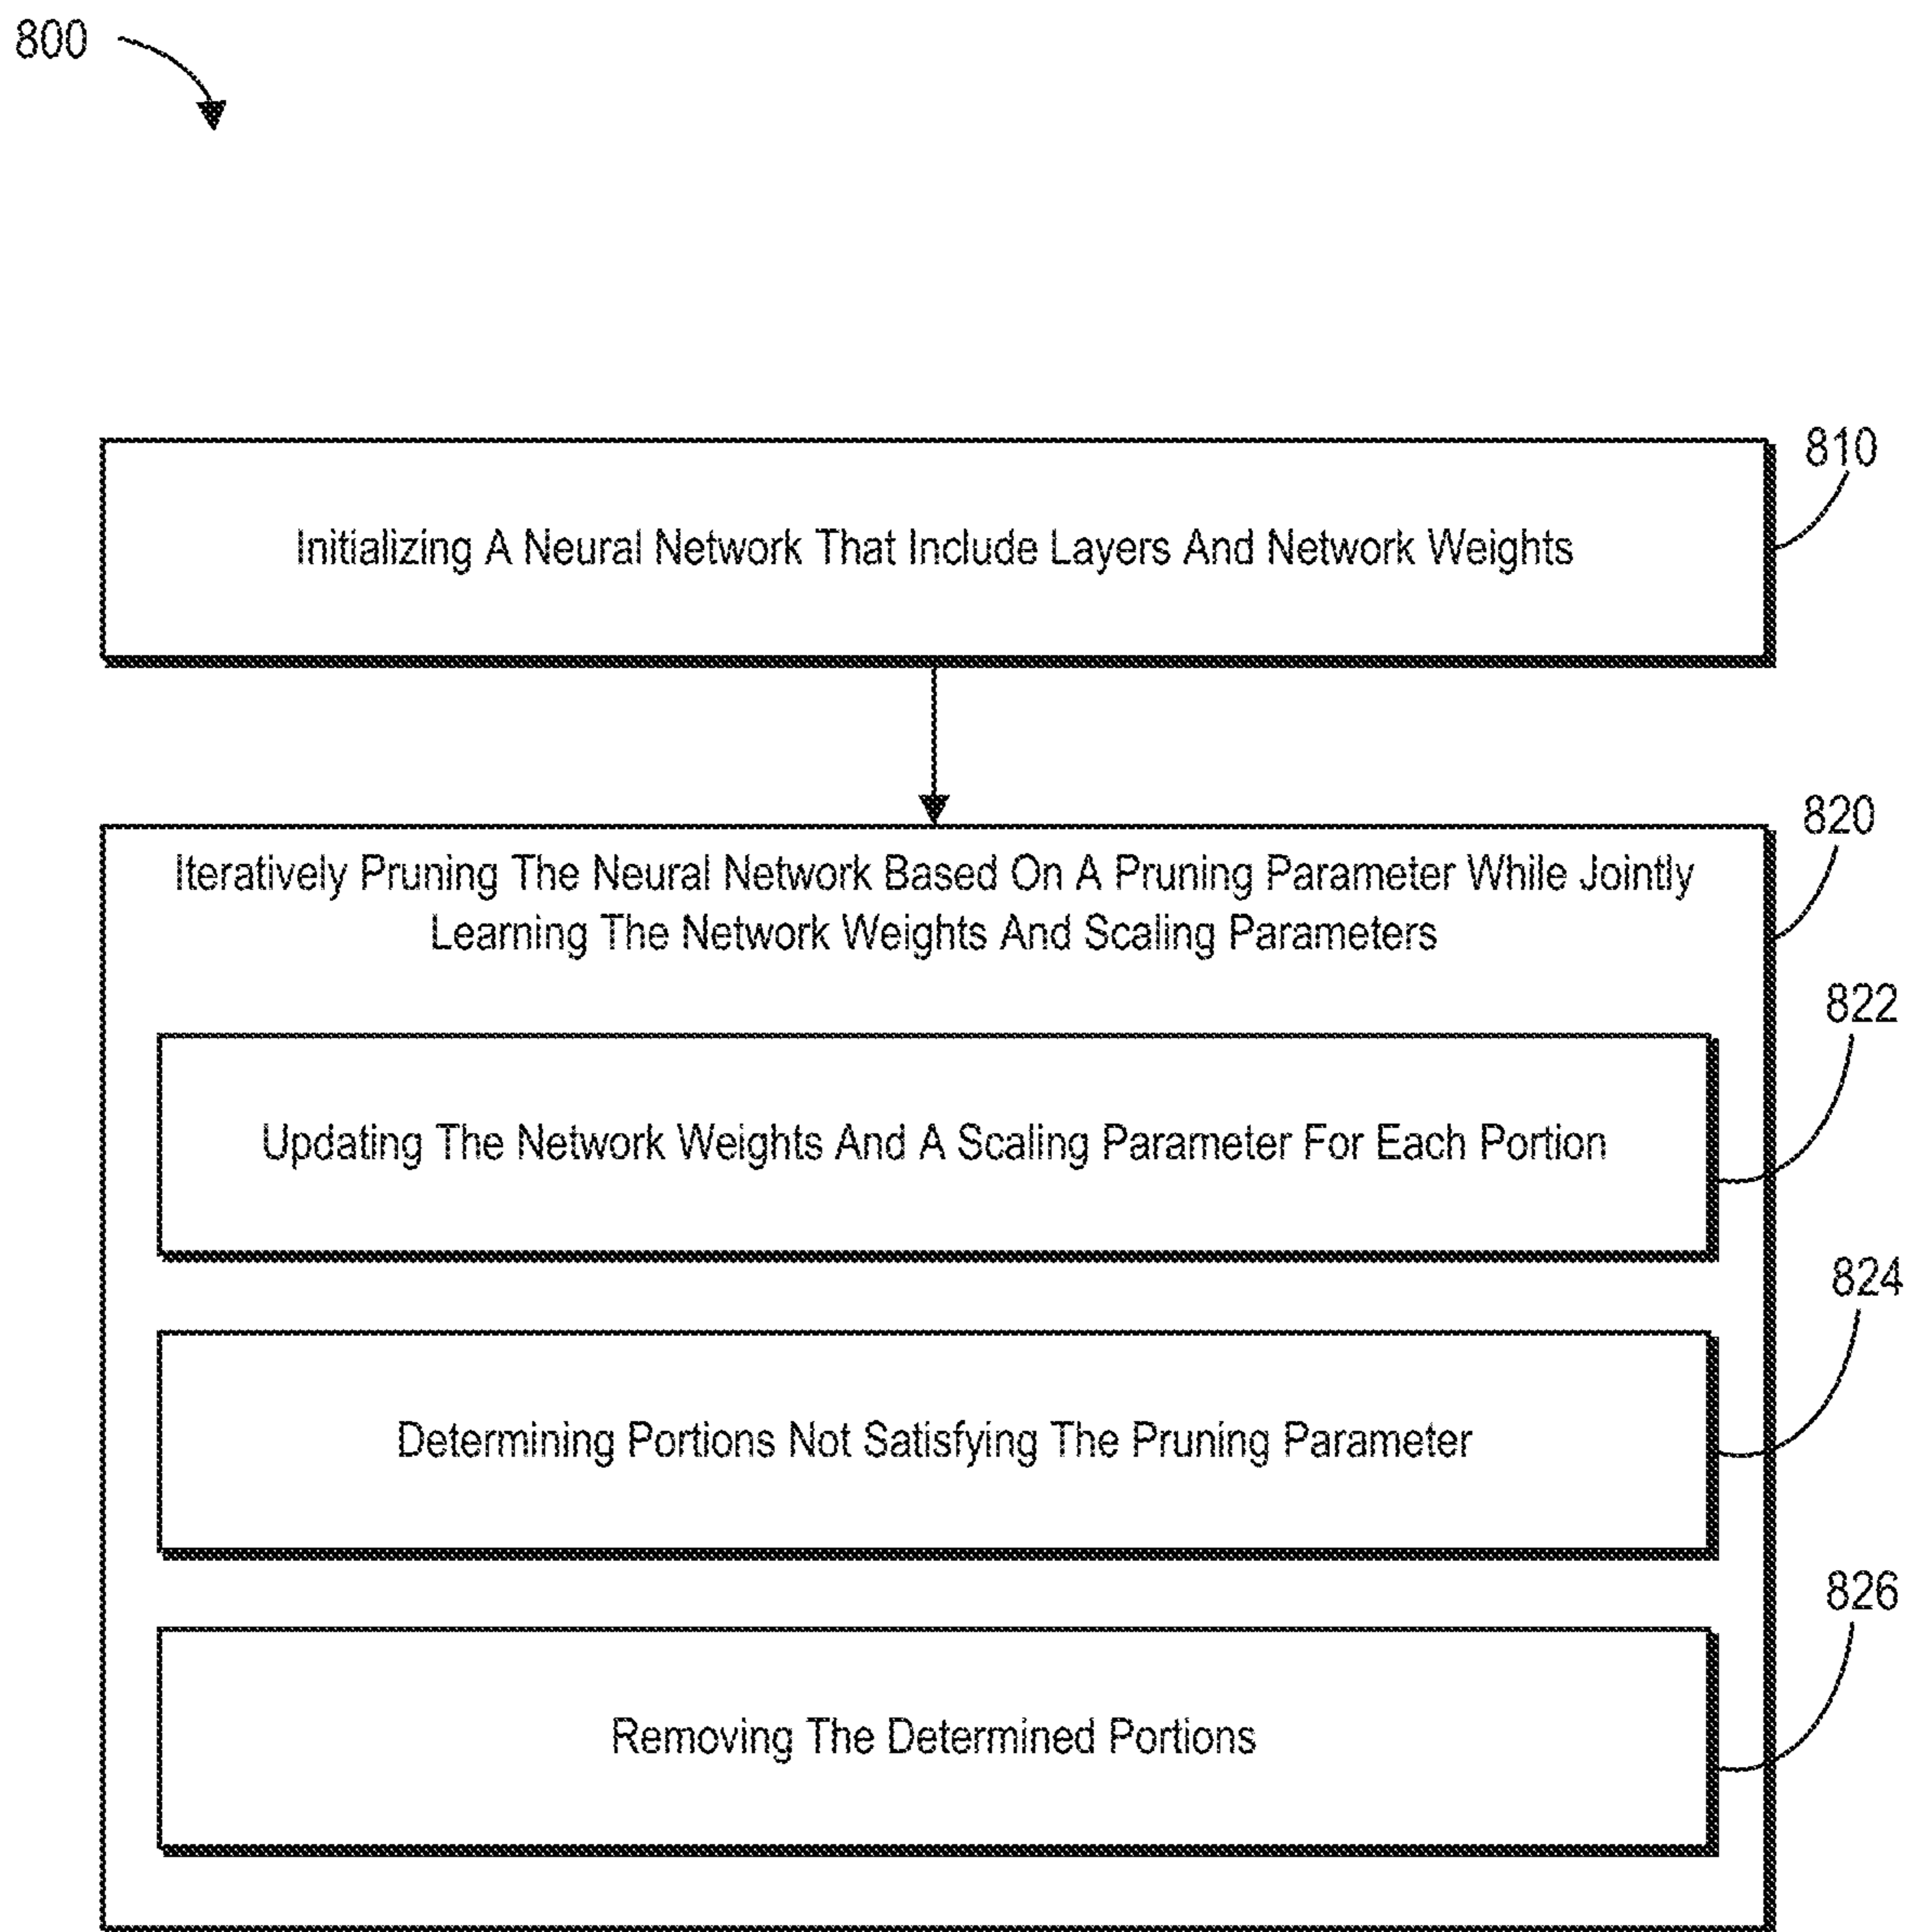 800
810
Initializing A Neural Network That Include Layers And Network Weights
820
Iteratively Pruning The Neural Network Based On A Pruning Parameter While Jointly
Learning The Network Weights And Scaling Parameters
822
Updating The Network Weights And A Scaling Parameter For Each Portion
824
Determining Portions Not Satisfying The Pruning Parameter
826
Removing The Determined Portions